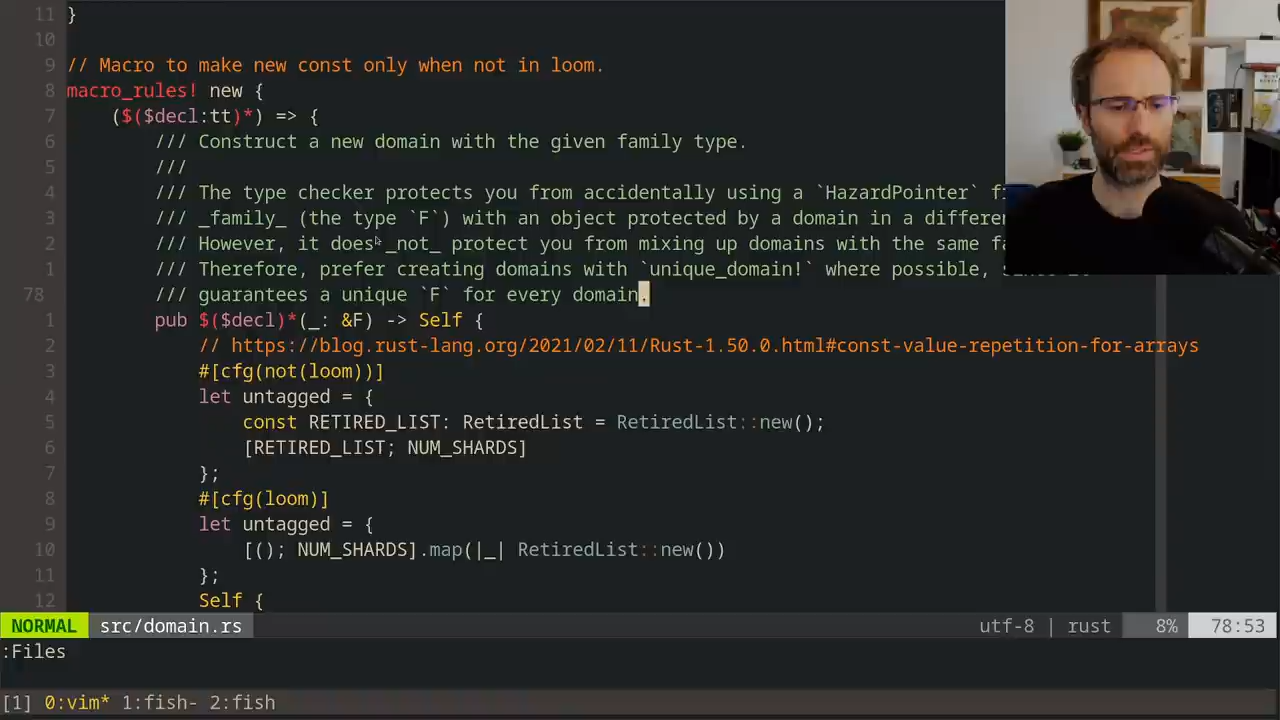 11 }
10
9 // Macro to make new const only when not in loom.
8 macro_rules! new {
7 ($($decl:tt)*) => {
6 /// Construct a new domain with the given family type.
5 ///
4 /// The type checker protects you from accidentally using a `HazardPointer`
3 /// _family_ (the type `F`) with an object protected by a domain in a
2 /// However, it does _not_ protect you from mixing up domains with the same
1 /// Therefore, prefer creating domains with `unique_domain!` where possible,
78 /// guarantees a unique `F` for every domain.
1 pub $($decl)*(_: &F) -> Self {
2 // https://blog.rust-lang.org/2021/02/11/Rust-1.50.0.html#const-value-repetition-for-arrays
3 #[cfg(not(loom))]
4 let untagged = {
5 const RETIRED_LIST: RetiredList = RetiredList::new();
6 [RETIRED_LIST; NUM_SHARDS]
7 };
8 #[cfg(loom)]
9 let untagged = {
10 [(); NUM_SHARDS].map(|_| RetiredList::new())
11 };
12 Self {
NORMAL src/domain.rs utf-8 | rust 8% 78:53
:Files
[1] 0:vim* 1:fish- 2:fish